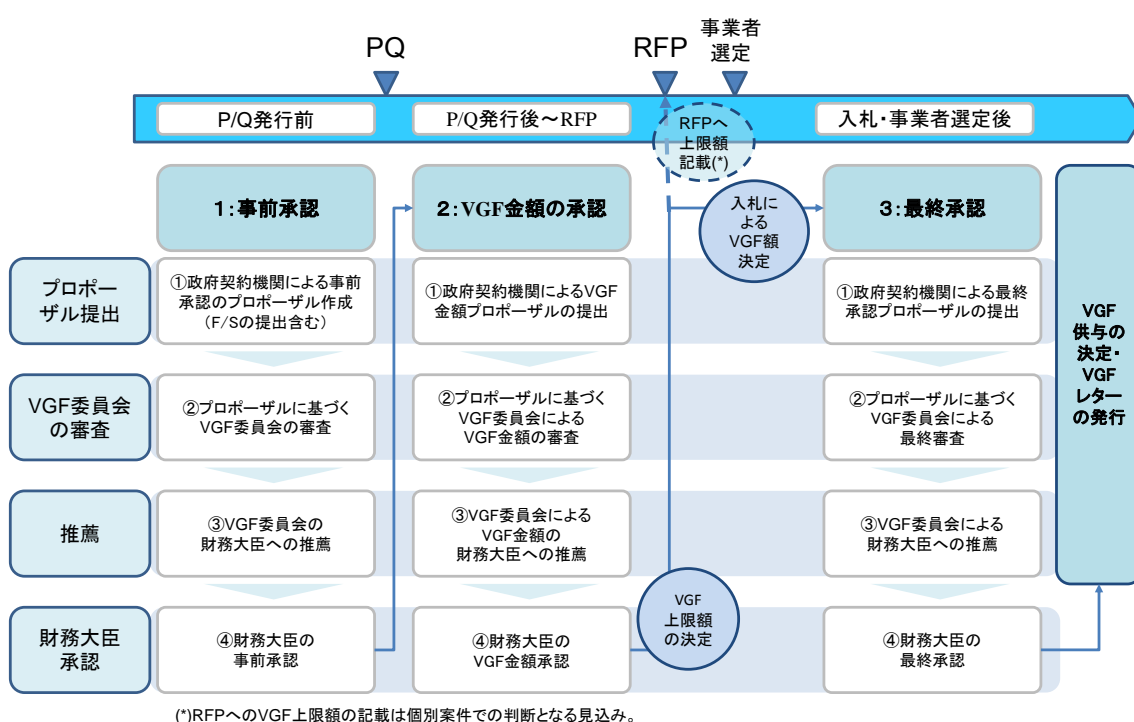 PQ
RFP
事業者
選定
P/Q発行前
P/Q発行後～RFP
RFPへ
上限額
記載(*)
入札・事業者選定後
1:事前承認
2:VGF金額の承認
入札に
よる
VGF額
決定
3:最終承認
プロポー
ザル提出
①政府契約機関による事前
承認のプロポーザル作成
(F/Sの提出含む)
①政府契約機関によるVGF
金額プロポーザルの提出
①政府契約機関による最終
承認プロポーザルの提出
VGF
供与の
決定・
VGF
レター
の発行
VGF委員会
の審査
②プロポーザルに基づく
VGF委員会の審査
②プロポーザルに基づく
VGF委員会による
VGF金額の審査
②プロポーザルに基づく
VGF委員会による
最終審査
推薦
③VGF委員会の
財務大臣への推薦
③VGF委員会による
VGF金額の
財務大臣への推薦
③VGF委員会による
財務大臣への推薦
VGF
上限額
の決定
財務大臣
承認
④財務大臣の
事前承認
④財務大臣の
VGF金額承認
④財務大臣の
最終承認
(*)RFPへのVGF上限額の記載は個別案件での判断となる見込み。